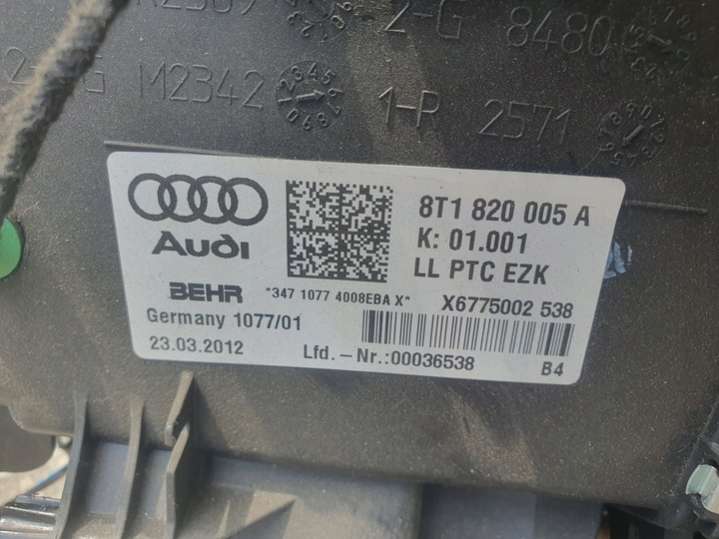 2-G 8480
M2342 1-P 2571
Audi
8T1 820 005 A
K: 01.001
LL PTC EZK
BEHR *347 1077 4008EBA X* X6775002 538
Germany 1077/01
23.03.2012 Lfd.-Nr.:00036538 B4